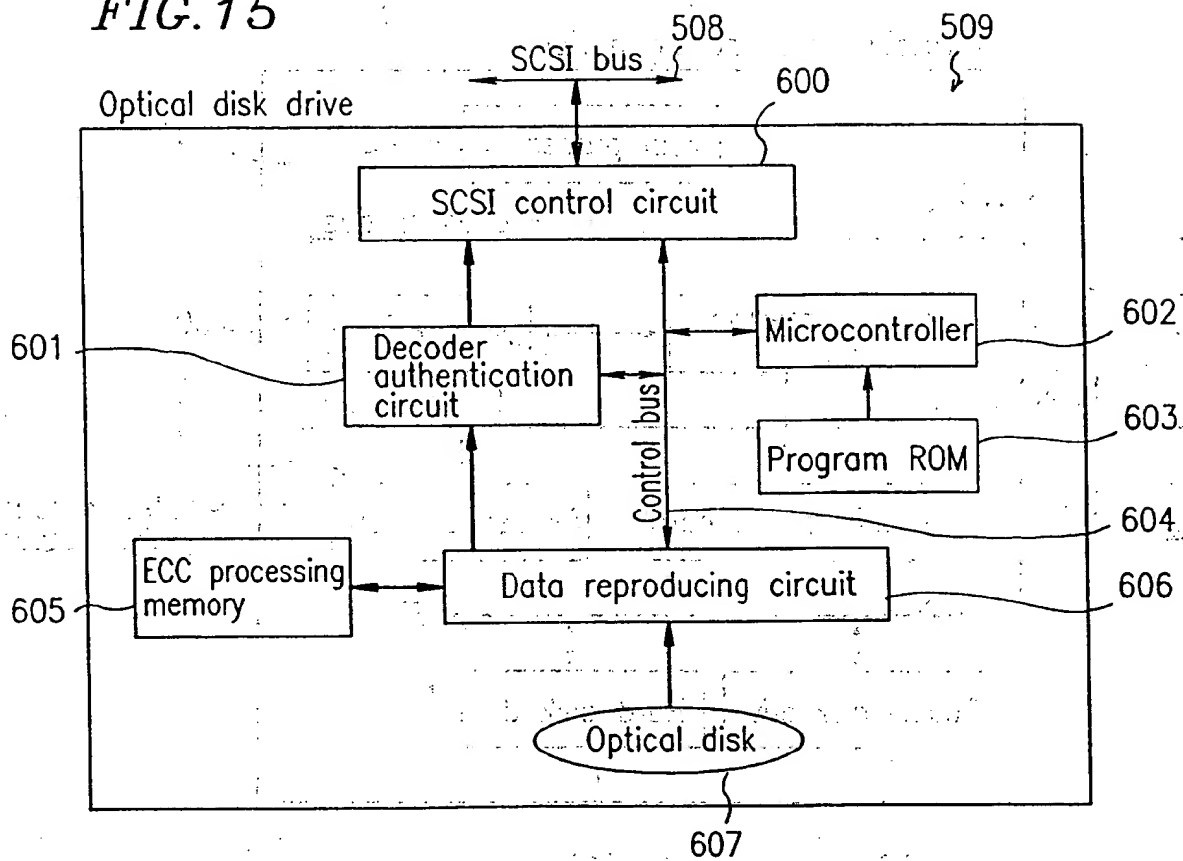 FIG. 15
508
509
SCSI bus
600
Optical disk drive
SCSI control circuit
602
Microcontroller
601
Decoder
authentication
circuit
Control bus
603
Program ROM
604
ECC processing
memory
605
Data reproducing circuit
606
Optical disk
607